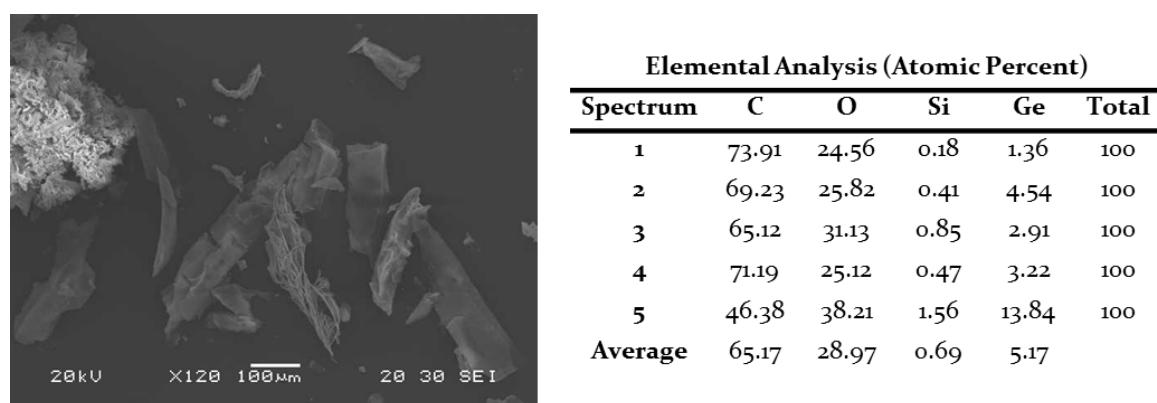 20kV X120 100µm 20 30 SEI
Elemental Analysis (Atomic Percent)
Spectrum C O Si Ge Total
1 73.91 24.56 0.18 1.36 100
2 69.23 25.82 0.41 4.54 100
3 65.12 31.13 0.85 2.91 100
4 71.19 25.12 0.47 3.22 100
5 46.38 38.21 1.56 13.84 100
Average 65.17 28.97 0.69 5.17